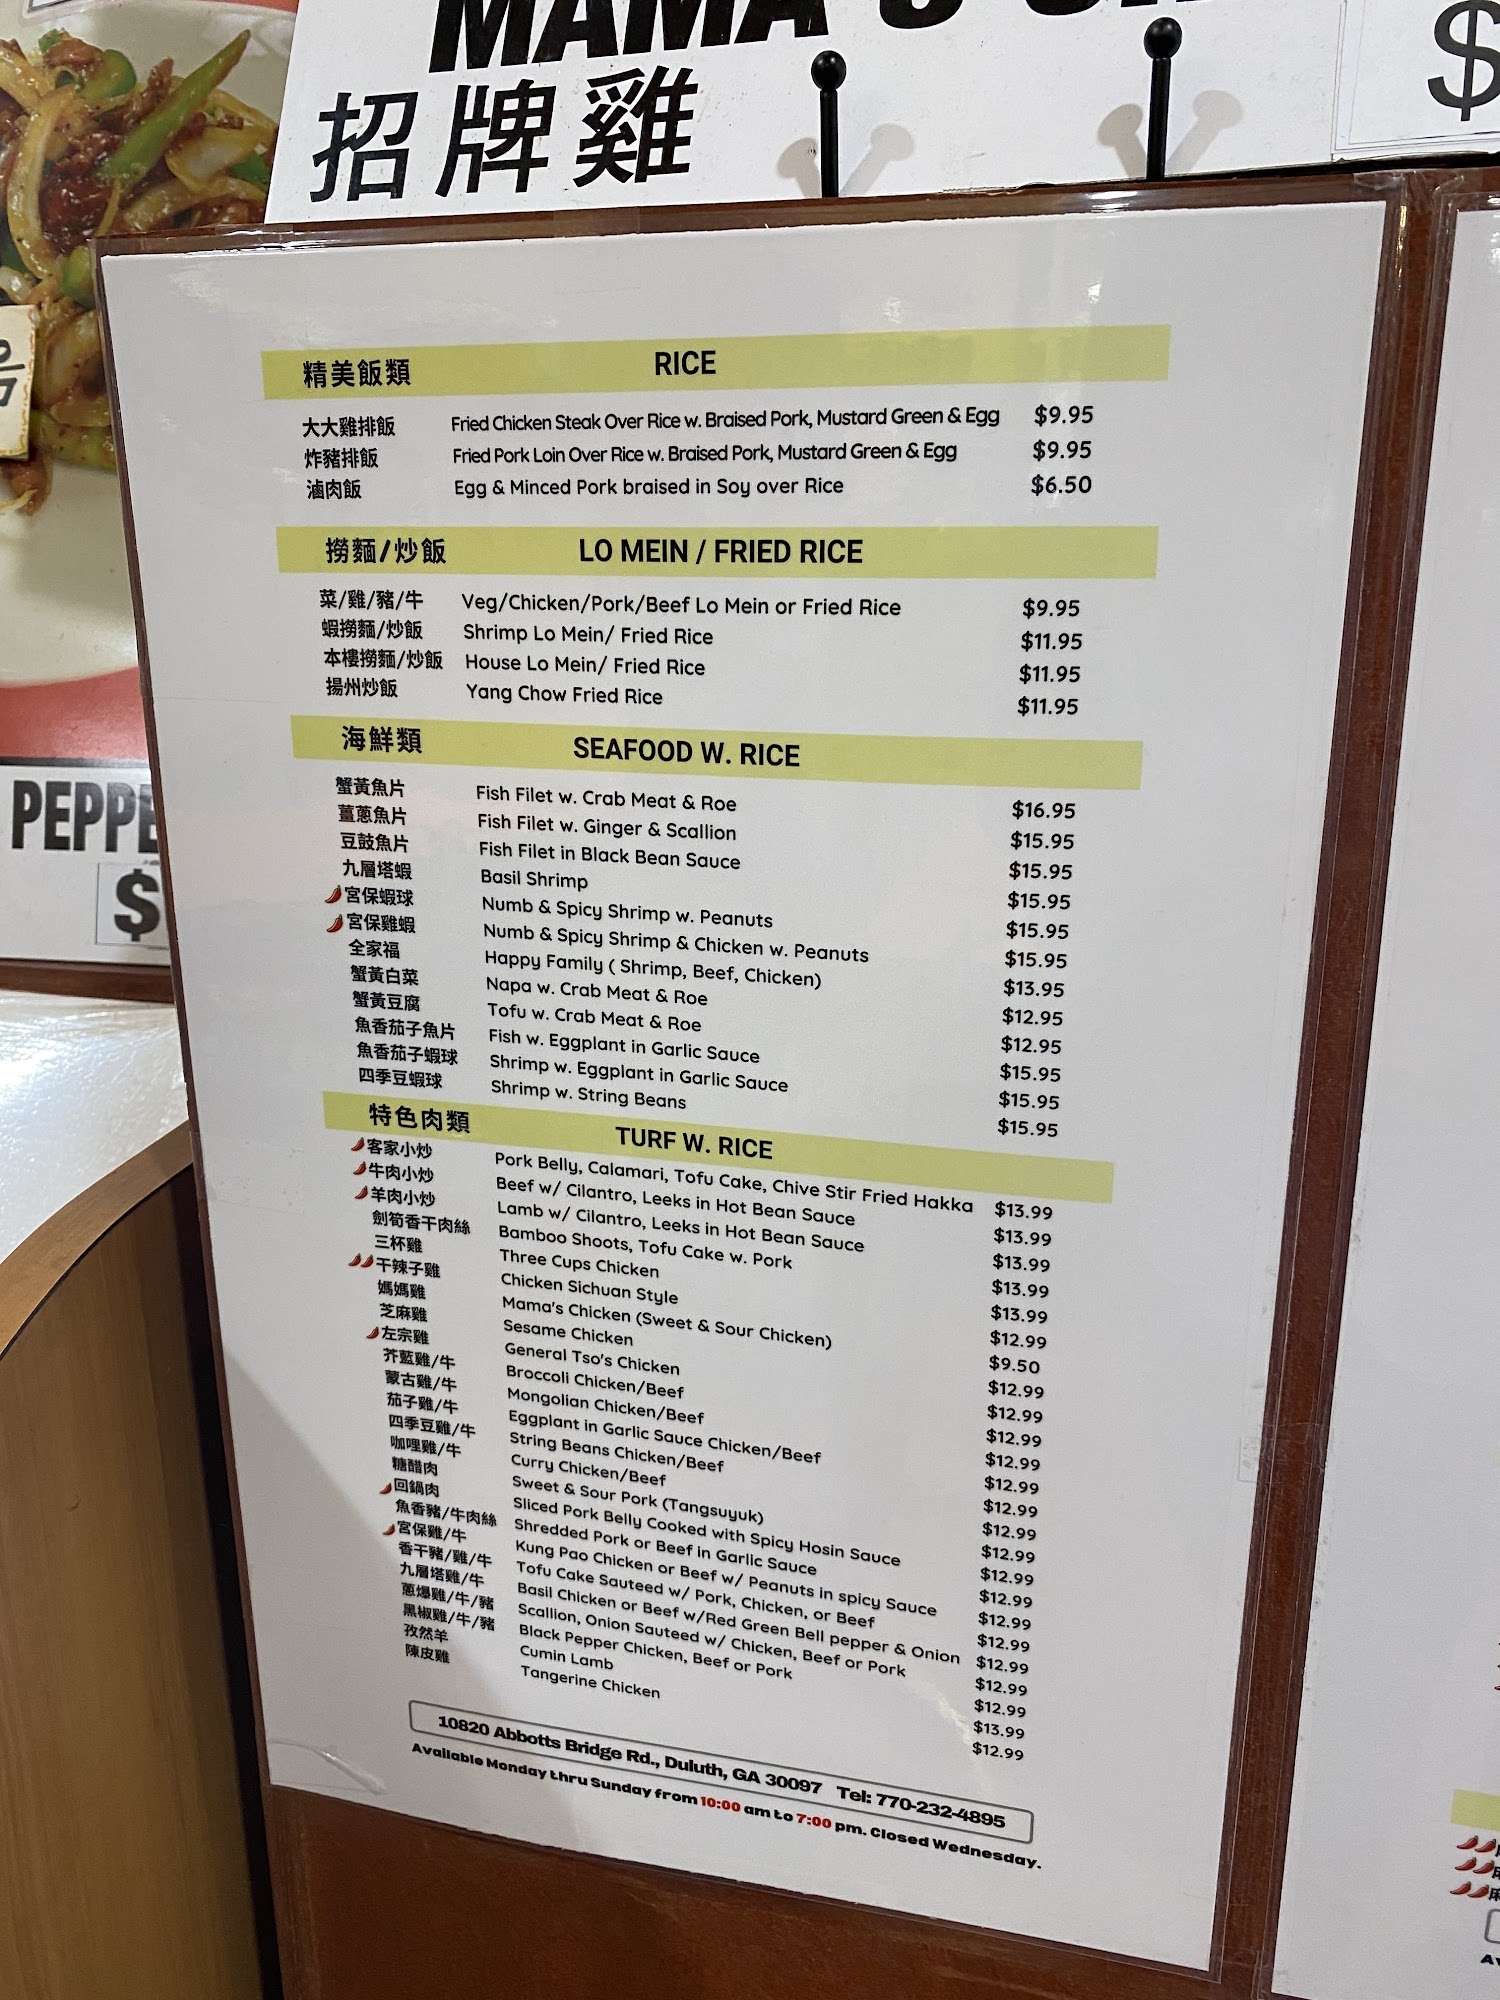 招牌雞
PEPPE
$
$
精美飯類 RICE
大大雞排飯 Fried Chicken Steak Over Rice w. Braised Pork, Mustard Green & Egg $9.95
炸豬排飯 Fried Pork Loin Over Rice w. Braised Pork, Mustard Green & Egg $9.95
滷肉飯 Egg & Minced Pork braised in Soy over Rice $6.50
撈麵/炒飯 LO MEIN / FRIED RICE
菜/雞/豬/牛 Veg/Chicken/Pork/Beef Lo Mein or Fried Rice $9.95
蝦撈麵/炒飯 Shrimp Lo Mein/ Fried Rice $11.95
本樓撈麵/炒飯 House Lo Mein/ Fried Rice $11.95
揚州炒飯 Yang Chow Fried Rice $11.95
海鮮類 SEAFOOD W. RICE
蟹黃魚片 Fish Filet w. Crab Meat & Roe $16.95
薑蔥魚片 Fish Filet w. Ginger & Scallion $15.95
豆鼓魚片 Fish Filet in Black Bean Sauce $15.95
九層塔蝦 Basil Shrimp $15.95
宮保蝦球 Numb & Spicy Shrimp w. Peanuts $15.95
宮保雞蝦 Numb & Spicy Shrimp & Chicken w. Peanuts $15.95
全家福 Happy Family ( Shrimp, Beef, Chicken) $13.95
蟹黃白菜 Napa w. Crab Meat & Roe $12.95
蟹黃豆腐 Tofu w. Crab Meat & Roe $12.95
魚香茄子魚片 Fish w. Eggplant in Garlic Sauce $15.95
魚香茄子蝦球 Shrimp w. Eggplant in Garlic Sauce $15.95
四季豆蝦球 Shrimp w. String Beans $15.95
特色肉類 TURF W. RICE
客家小炒 Pork Belly, Calamari, Tofu Cake, Chive Stir Fried Hakka $13.99
牛肉小炒 Beef w/ Cilantro, Leeks in Hot Bean Sauce $13.99
羊肉小炒 Lamb w/ Cilantro, Leeks in Hot Bean Sauce $13.99
劍筍香干肉絲 Bamboo Shoots, Tofu Cake w. Pork $13.99
三杯雞 Three Cups Chicken $13.99
干辣子雞 Chicken Sichuan Style $12.99
媽媽雞 Mama's Chicken (Sweet & Sour Chicken) $9.50
芝麻雞 Sesame Chicken $12.99
左宗雞 General Tso's Chicken $12.99
芥藍雞/牛 Broccoli Chicken/Beef $12.99
蒙古雞/牛 Mongolian Chicken/Beef $12.99
茄子雞/牛 Eggplant in Garlic Sauce Chicken/Beef $12.99
四季豆雞/牛 String Beans Chicken/Beef $12.99
咖哩雞/牛 Curry Chicken/Beef $12.99
糖醋肉 Sweet & Sour Pork (Tangsuyuk) $12.99
回鍋肉 Sliced Pork Belly Cooked with Spicy Hosin Sauce $12.99
魚香豬/牛肉絲 Shredded Pork or Beef in Garlic Sauce $12.99
宮保雞/牛 Kung Pao Chicken or Beef w/ Peanuts in spicy Sauce $12.99
香干豬/雞/牛 Tofu Cake Sauteed w/ Pork, Chicken, or Beef $12.99
九層塔雞/牛 Basil Chicken or Beef w/Red Green Bell pepper & Onion $12.99
蔥爆雞/牛/豬 Scallion, Onion Sauteed w/ Chicken, Beef or Pork $12.99
黑椒雞/牛/豬 Black Pepper Chicken, Beef or Pork $12.99
孜然羊 Cumin Lamb $13.99
陳皮雞 Tangerine Chicken $12.99
10820 Abbotts Bridge Rd., Duluth, GA 30097 Tel: 770-232-4895
Available Monday thru Sunday from 10:00 am to 7:00 pm. Closed Wednesday.